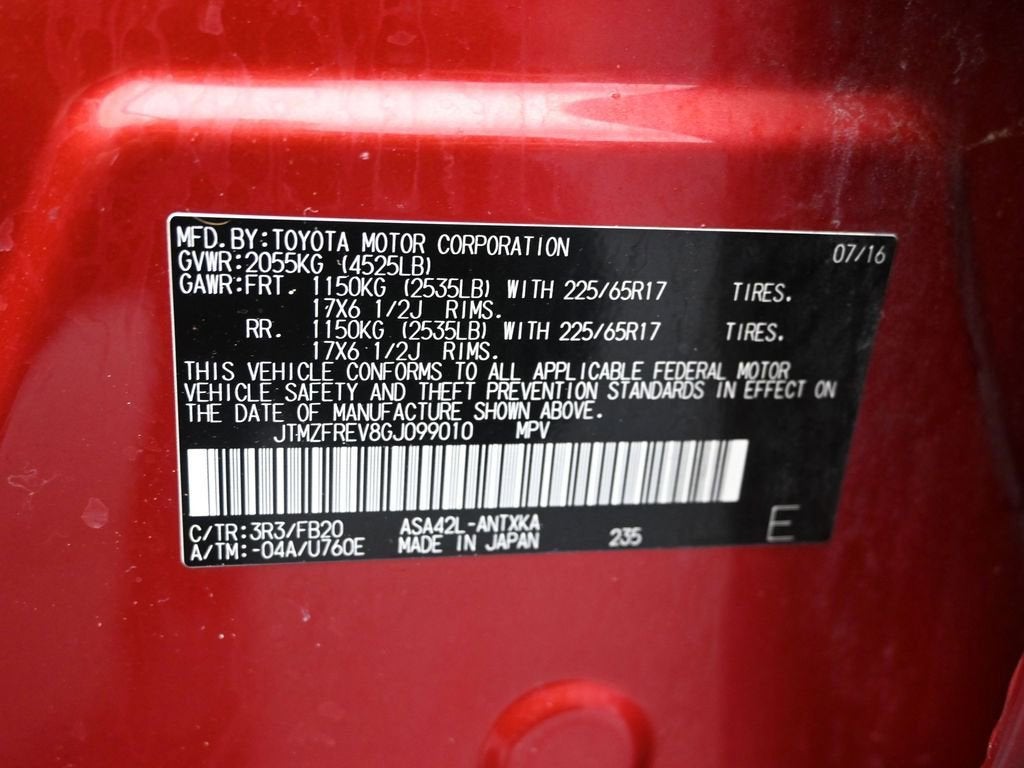 MFD.BY:TOYOTA MOTOR CORPORATION 07/16
GVWR:2055KG (4525LB)
GAWR:FRT. 1150KG (2535LB) WITH 225/65R17 TIRES.
17X6 1/2J RIMS.
RR. 1150KG (2535LB) WITH 225/65R17 TIRES.
17X6 1/2J RIMS.
THIS VEHICLE CONFORMS TO ALL APPLICABLE FEDERAL MOTOR
VEHICLE SAFETY AND THEFT PREVENTION STANDARDS IN EFFECT ON
THE DATE OF MANUFACTURE SHOWN ABOVE.
JTMZFREV8GJ099010 MPV
C/TR:3R3/FB20 ASA42L-ANTXKA
A/TM:-04A/U760E MADE IN JAPAN 235 E